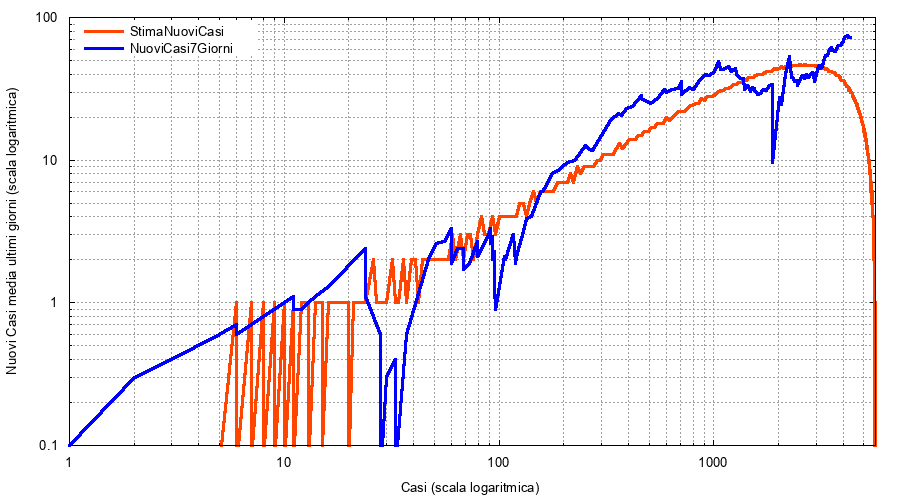 100
StimaNuoviCasi
NuoviCasi7Giorni
10
1
0.1
Nuovi Casi media ultimi giorni (scala logaritmica)
1
10
100
1000
Casi (scala logaritmica)